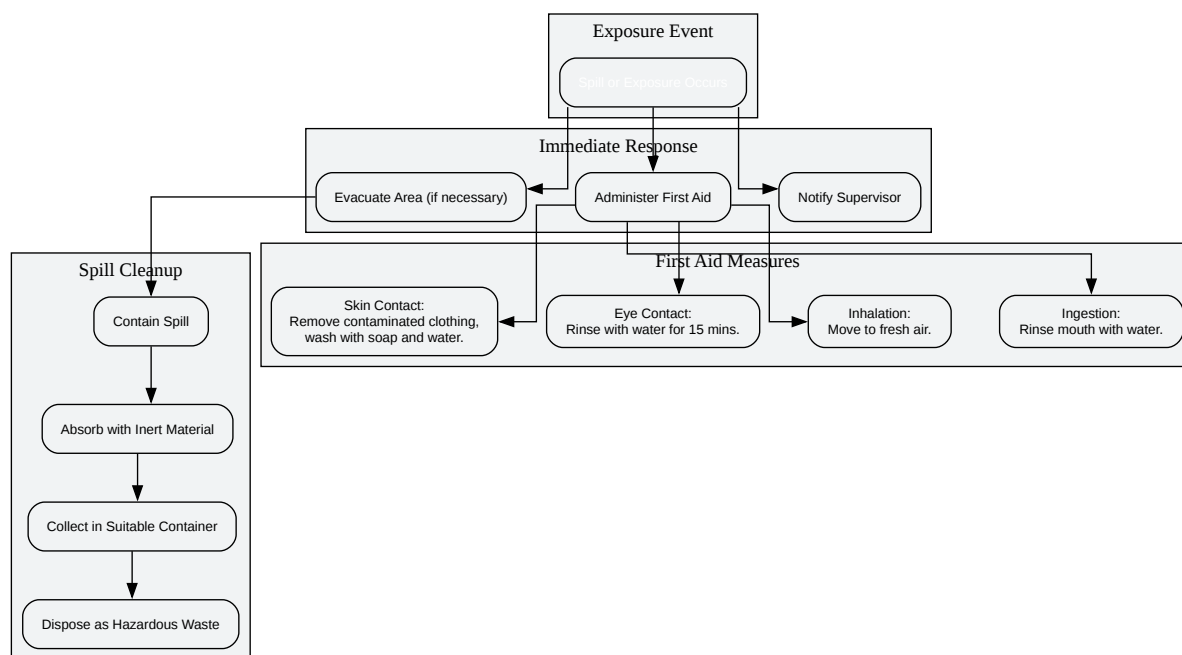 Exposure Event
Spill or Exposure Occurs
Immediate Response
Evacuate Area (if necessary)
Administer First Aid
Notify Supervisor
Spill Cleanup
First Aid Measures
Contain Spill
Skin Contact:
Remove contaminated clothing,
wash with soap and water.
Eye Contact:
Rinse with water for 15 mins.
Inhalation:
Move to fresh air.
Ingestion:
Rinse mouth with water.
Absorb with Inert Material
Collect in Suitable Container
Dispose as Hazardous Waste